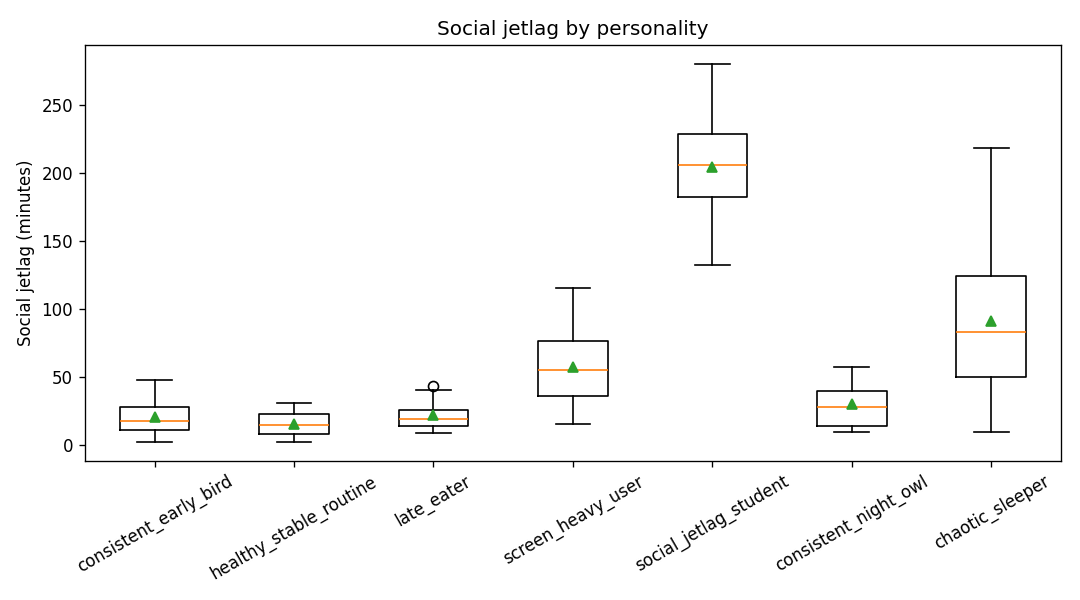 Social jetlag by personality
Social jetlag (minutes)
250
200
150
100
50
0
consistent_early_bird
healthy_stable_routine
late_eater
screen_heavy_user
social_jetlag_student
consistent_night_owl
chaotic_sleeper